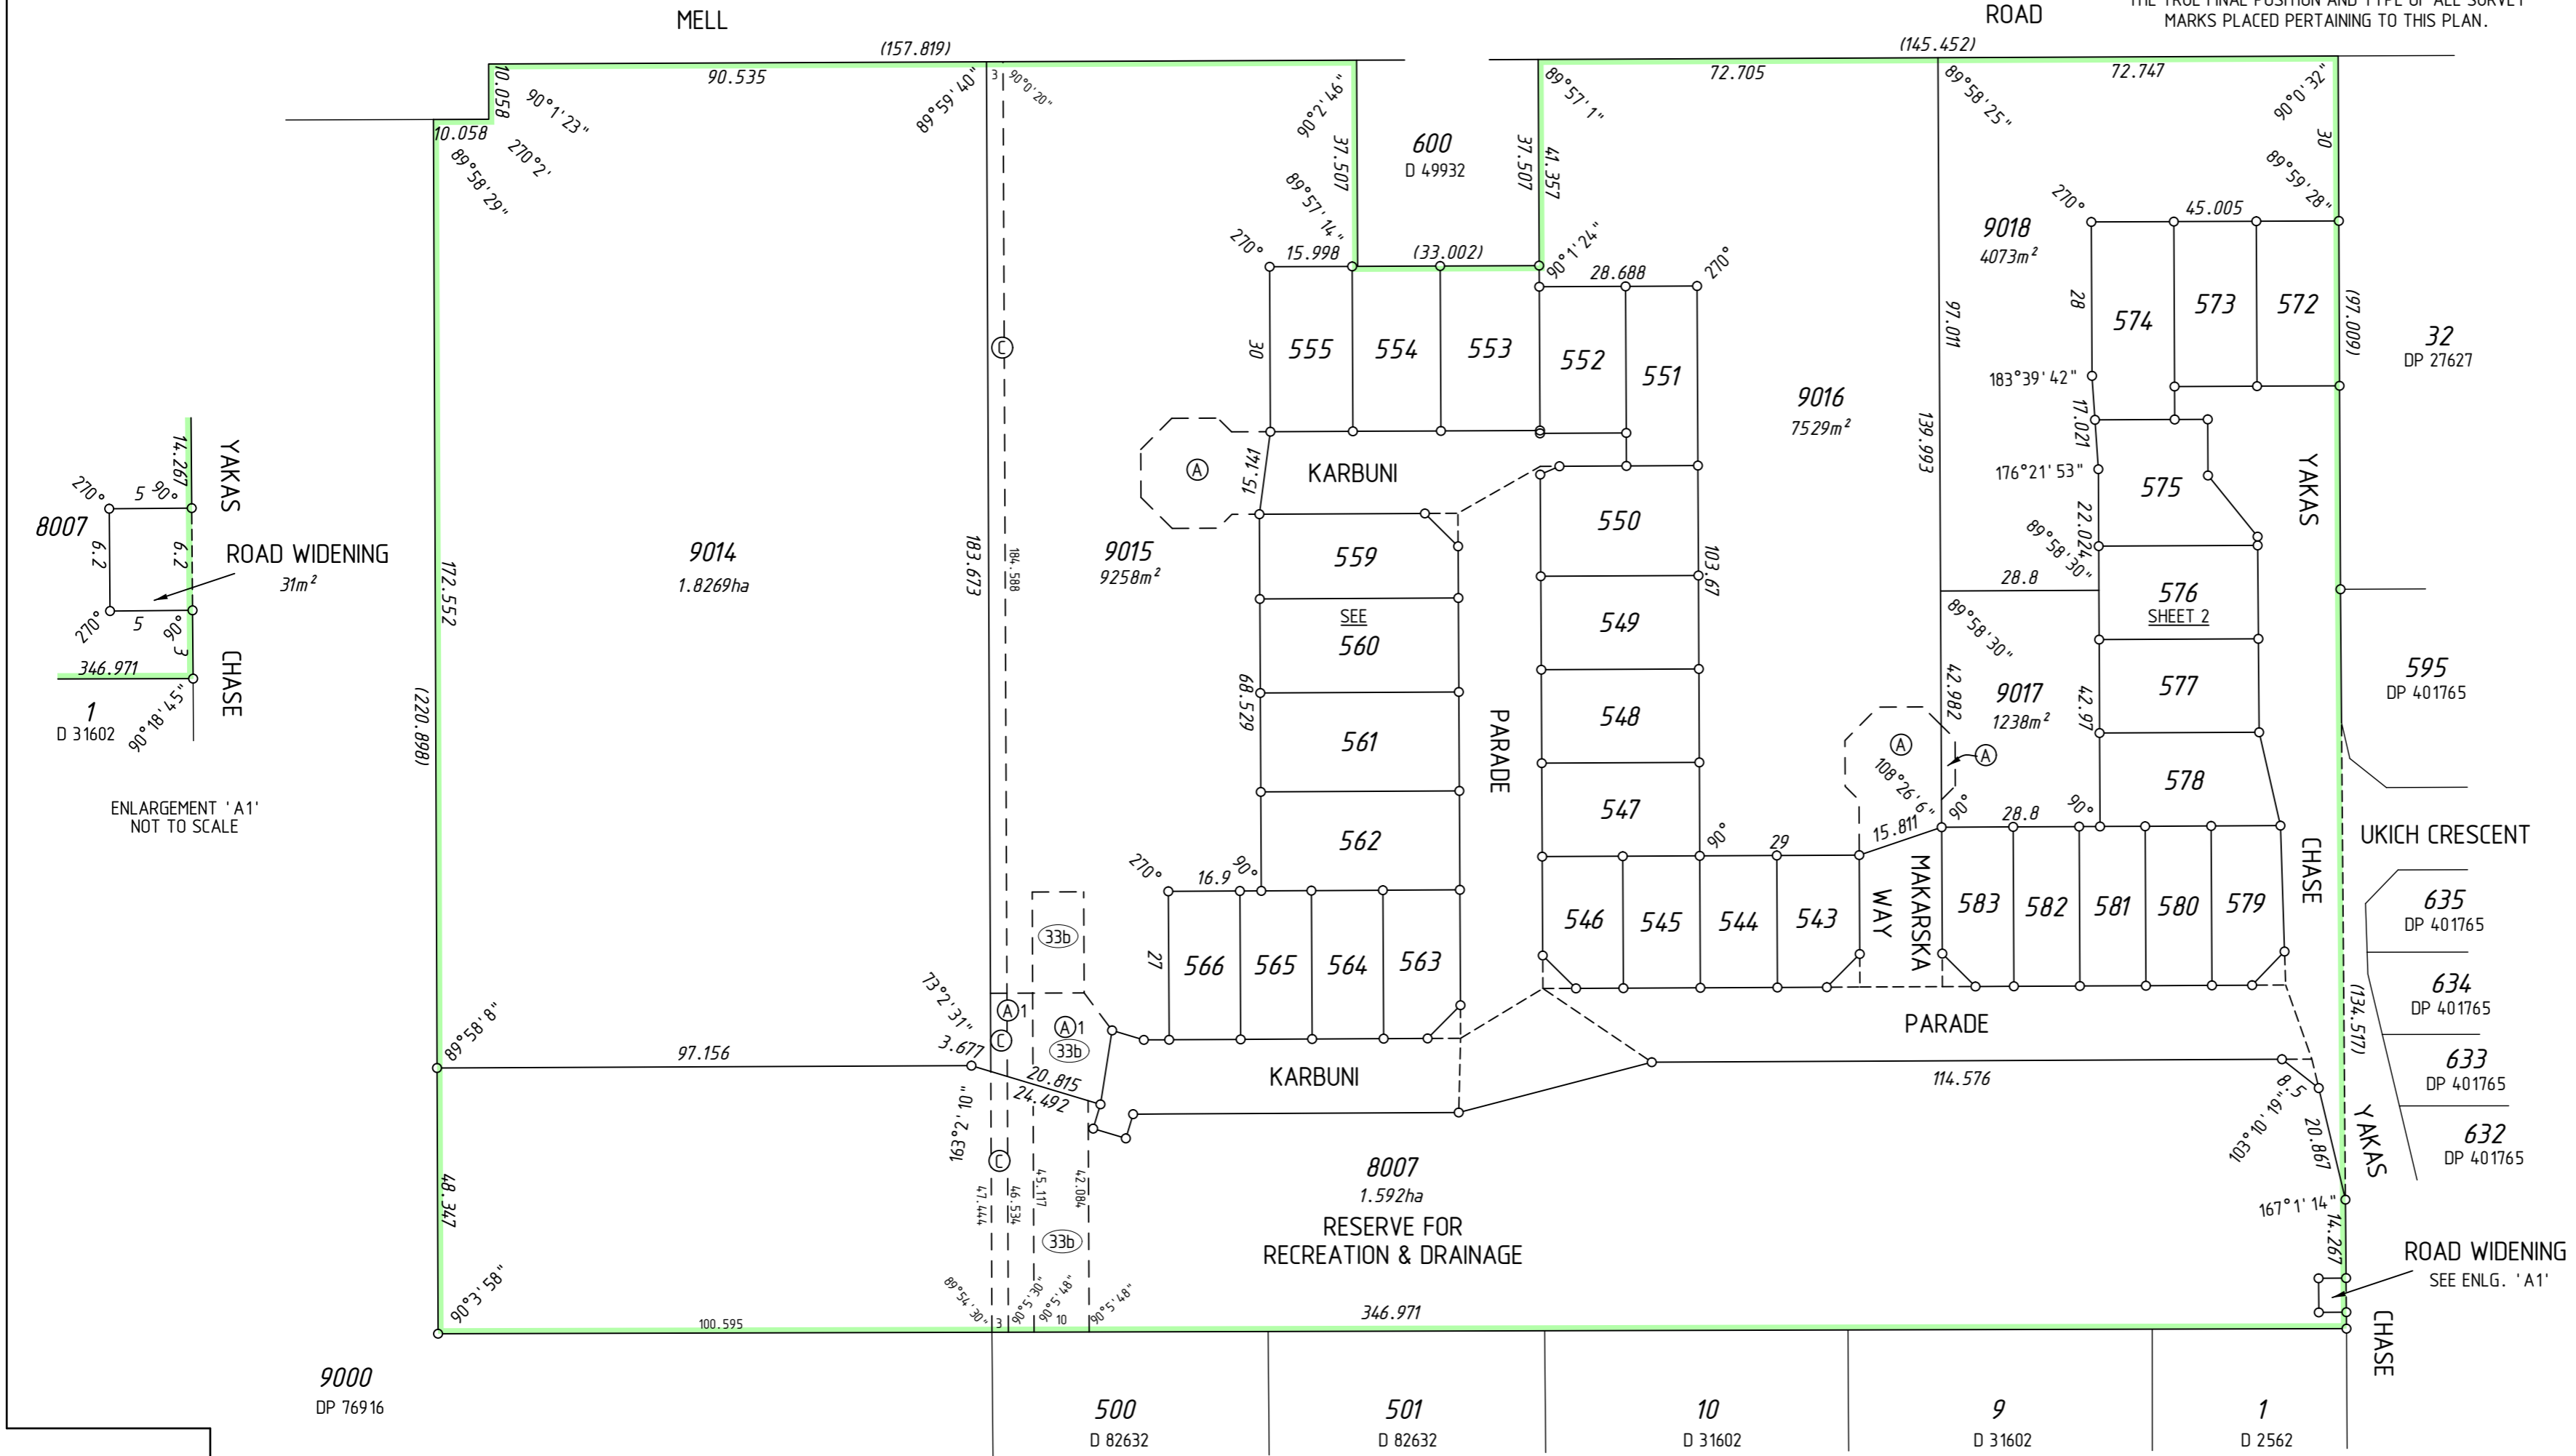 THE TRUE FINAL POSITION AND TYPE OF ALL SURVEY
MARKS PLACED PERTAINING TO THIS PLAN.
MELL
ROAD
(157.819)
90.535
3
10.058
90°1'23"
10.058
270°2'
89°58'29"
89°59'40"
90°0'20"
90°2'46"
37.507
89°57'14"
600
D 49932
37.507
41.357
(145.452)
72.705
72.747
89°57'1"
89°58'25"
90°0'32"
30
89°59'28"
90°1'24"
270°
15.998
(33.002)
28.688
270°
270°
45.005
9018
4073m²
C
30
555
554
553
552
551
28
574
573
572
(97.009)
32
DP 27627
97.011
183°39'42"
9016
7529m²
139.993
17.021
176°21'53"
22.024
89°58'30"
575
YAKAS
A
15.141
KARBUNI
14.267
YAKAS
270°
5
90°
8007
6.2
6.2
ROAD WIDENING
31m²
270°
5
90°
3
346.971
CHASE
1
D 31602
90°18'45"
ENLARGEMENT 'A1'
NOT TO SCALE
172.552
(220.898)
9014
1.8269ha
183.673
184.588
9015
9258m²
559
SEE
560
68.529
561
562
PARADE
550
549
548
547
103.67
28.8
89°58'30"
42.982
9017
1238m²
42.97
576
SHEET 2
577
578
595
DP 401765
A
A
108°26'6"
15.811
90°
28.8
90°
90°
29
UKICH CRESCENT
CHASE
270°
16.9
90°
27
566
565
564
563
546
545
544
543
WAY
MAKARSKA
583
582
581
580
579
635
DP 401765
634
DP 401765
633
DP 401765
632
DP 401765
(134.517)
33b
A1
C
A1
33b
73°2'31"
3.677
89°58'8"
97.156
20.815
24.492
163°2'10"
KARBUNI
PARADE
114.576
8.5
103°10'19"
20.867
YAKAS
167°1'14"
14.267
C
48.347
47.444
46.534
45.117
42.084
33b
8007
1.592ha
RESERVE FOR
RECREATION & DRAINAGE
ROAD WIDENING
SEE ENLG. 'A1'
90°3'58"
100.595
89°54'30"
3
90°5'30"
90°5'48"
10
90°5'48"
346.971
CHASE
9000
DP 76916
500
D 82632
501
D 82632
10
D 31602
9
D 31602
1
D 2562